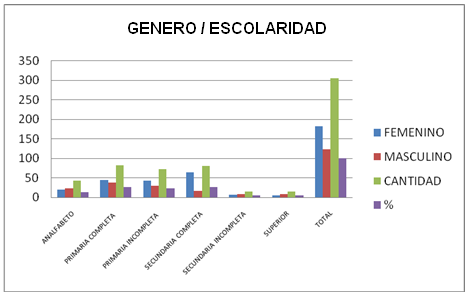 GENERO / ESCOLARIDAD
350
300
250
200
150
100
50
0
FEMENINO
MASCULINO
CANTIDAD
%
ANALFABETO
PRIMARIA COMPLETA
PRIMARIA INCOMPLETA
SECUNDARIA COMPLETA
SECUNDARIA INCOMPLETA
SUPERIOR
TOTAL